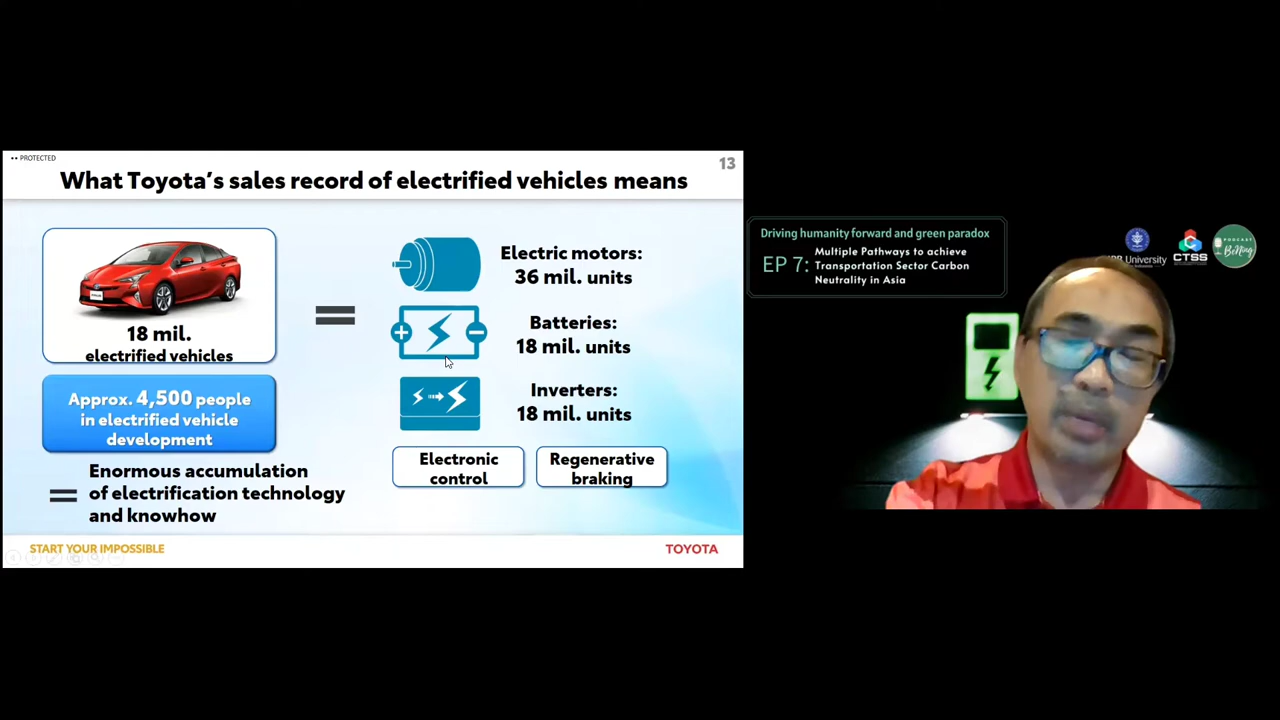 •• PROTECTED
13
What Toyota's sales record of electrified vehicles means
18 mil.
electrified vehicles
Approx. 4,500 people
in electrified vehicle
development
=
Enormous accumulation
of electrification technology
and knowhow
=
Electric motors:
36 mil. units
Batteries:
18 mil. units
Inverters:
18 mil. units
Electronic
control
Regenerative
braking
START YOUR IMPOSSIBLE
TOYOTA
Driving humanity forward and green paradox
EP 7:
Multiple Pathways to achieve
Transportation Sector Carbon
Neutrality in Asia
University
CTSS
PODCAST
BeNing